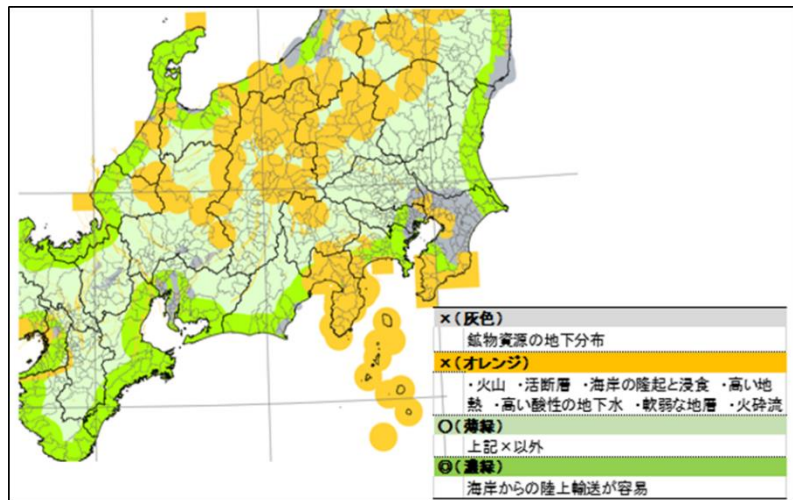 ×(灰色)
鉱物資源の地下分布
×(オレンジ)
・火山 ・活断層 ・海岸の隆起と浸食 ・高い地
熱 ・高い酸性の地下水 ・軟弱な地層 ・火砕流
〇(薄緑)
上記×以外
◎(濃緑)
海岸からの陸上輸送が容易